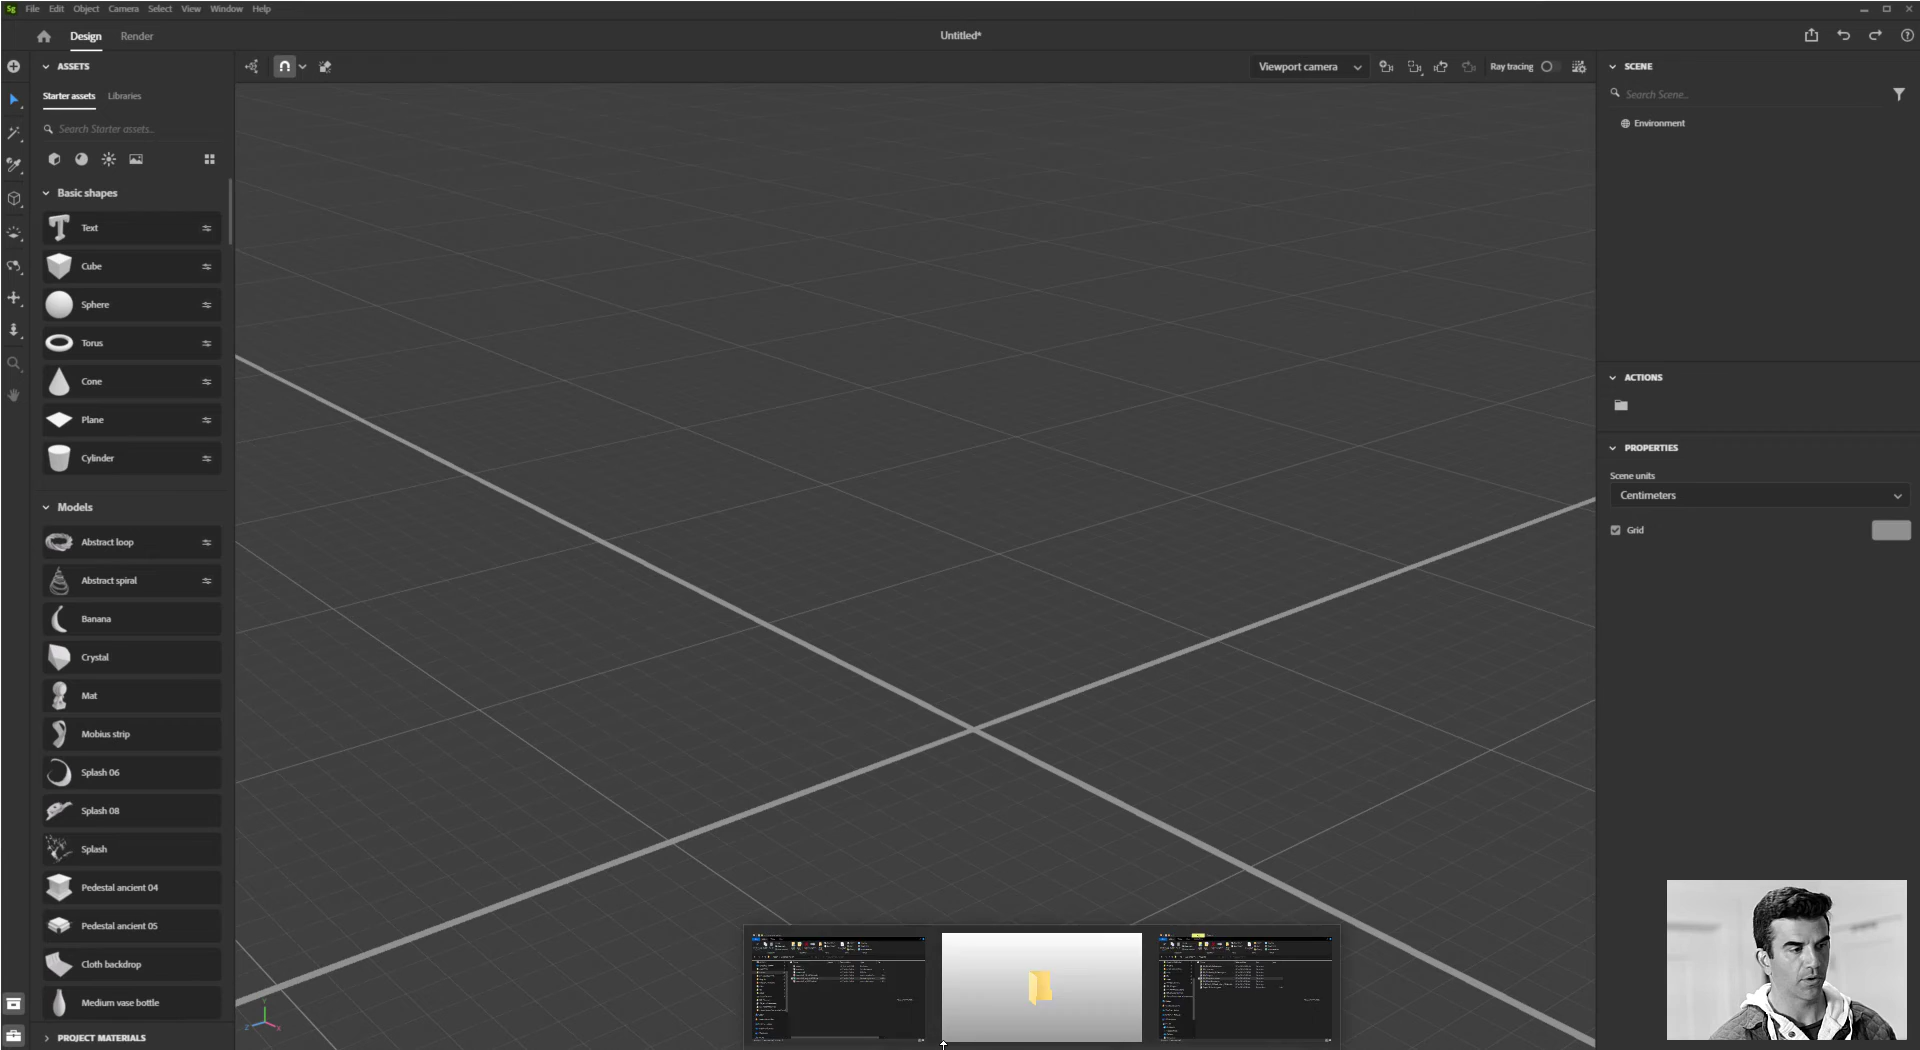 Sg File Edit Object Camera Select View Window Help
Design Render
Untitled*
ASSETS
Starter assets Libraries
Search Starter assets...
Basic shapes
Text
Cube
Sphere
Torus
Cone
Plane
Cylinder
Models
Abstract loop
Abstract spiral
Banana
Crystal
Mat
Mobius strip
Splash 06
Splash 08
Splash
Pedestal ancient 04
Pedestal ancient 05
Cloth backdrop
Medium vase bottle
PROJECT MATERIALS
Viewport camera
Ray tracing
Y
Z
X
SCENE
Search Scene...
Environment
ACTIONS
PROPERTIES
Scene units
Centimeters
Grid